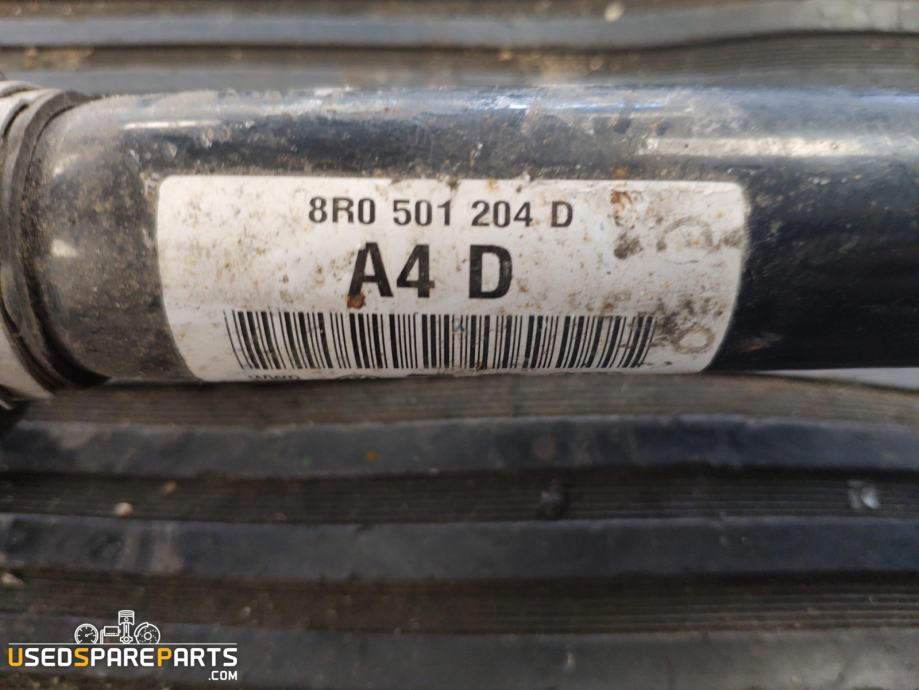 8R0 501 204 D
A4 D
USEDSPAREPARTS
.COM